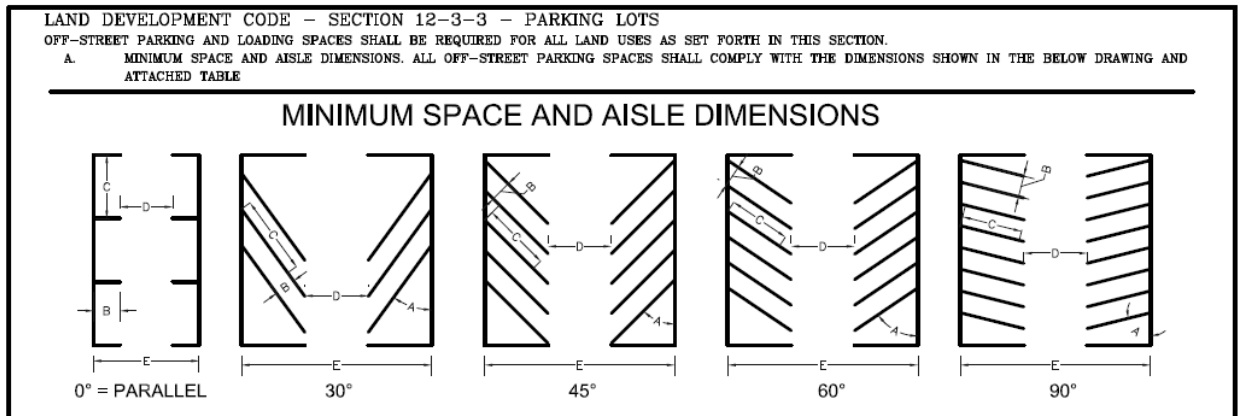 LAND DEVELOPMENT CODE - SECTION 12-3-3 - PARKING LOTS
OFF-STREET PARKING AND LOADING SPACES SHALL BE REQUIRED FOR ALL LAND USES AS SET FORTH IN THIS SECTION.
A. MINIMUM SPACE AND AISLE DIMENSIONS. ALL OFF-STREET PARKING SPACES SHALL COMPLY WITH THE DIMENSIONS SHOWN IN THE BELOW DRAWING AND
ATTACHED TABLE
MINIMUM SPACE AND AISLE DIMENSIONS
C
D
B
E
0° = PARALLEL
C
B
D
A
E
30°
B
C
D
A
E
45°
B
C
D
A
E
60°
B
C
D
A
E
90°